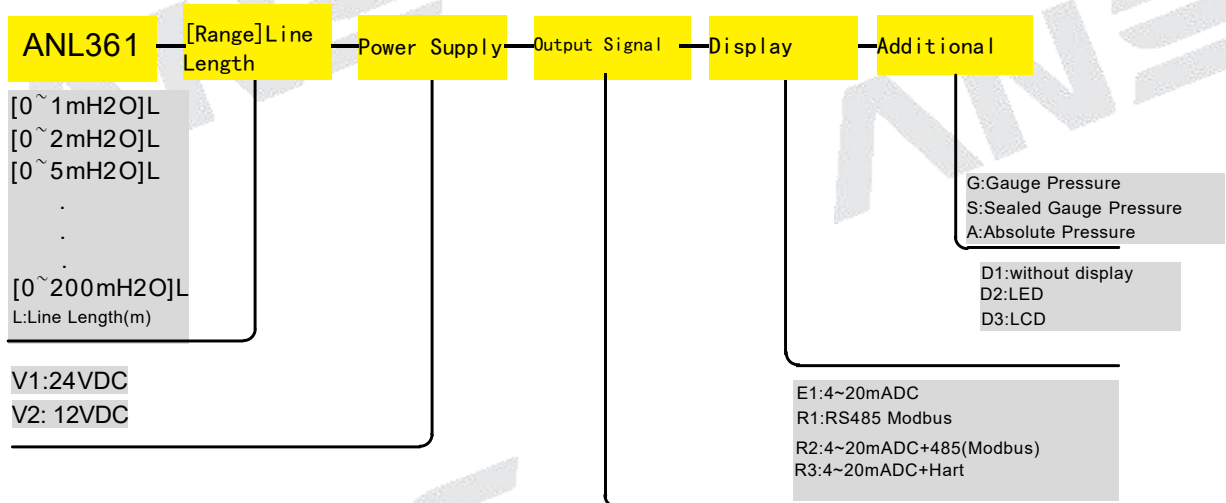 ANL361
[Range]Line
Length
Power Supply
Output Signal
Display
Additional
[0~1mH2O]L
[0~2mH2O]L
[0~5mH2O]L
.
.
.
[0~200mH2O]L
L:Line Length(m)
G:Gauge Pressure
S:Sealed Gauge Pressure
A:Absolute Pressure
D1:without display
D2:LED
D3:LCD
V1:24VDC
V2: 12VDC
E1:4~20mADC
R1:RS485 Modbus
R2:4~20mADC+485(Modbus)
R3:4~20mADC+Hart